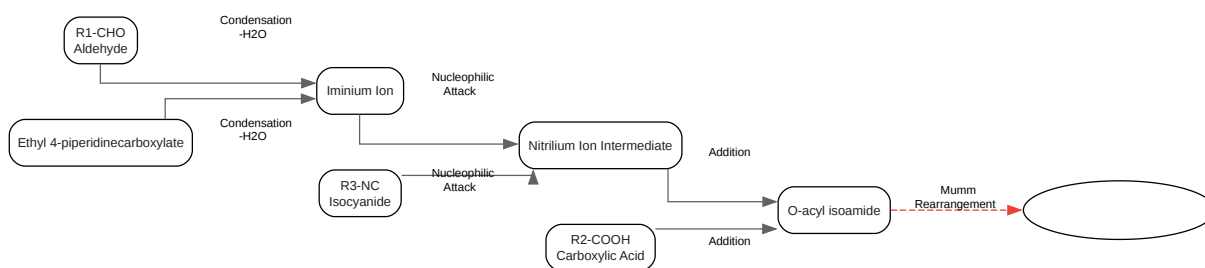 R1-CHO
Aldehyde
Condensation
-H2O
Iminium Ion
Nucleophilic
Attack
Ethyl 4-piperidinecarboxylate
Condensation
-H2O
Nitrilium Ion Intermediate
Addition
R3-NC
Isocyanide
Nucleophilic
Attack
O-acyl isoamide
Mumm
Rearrangement
R2-COOH
Carboxylic Acid
Addition